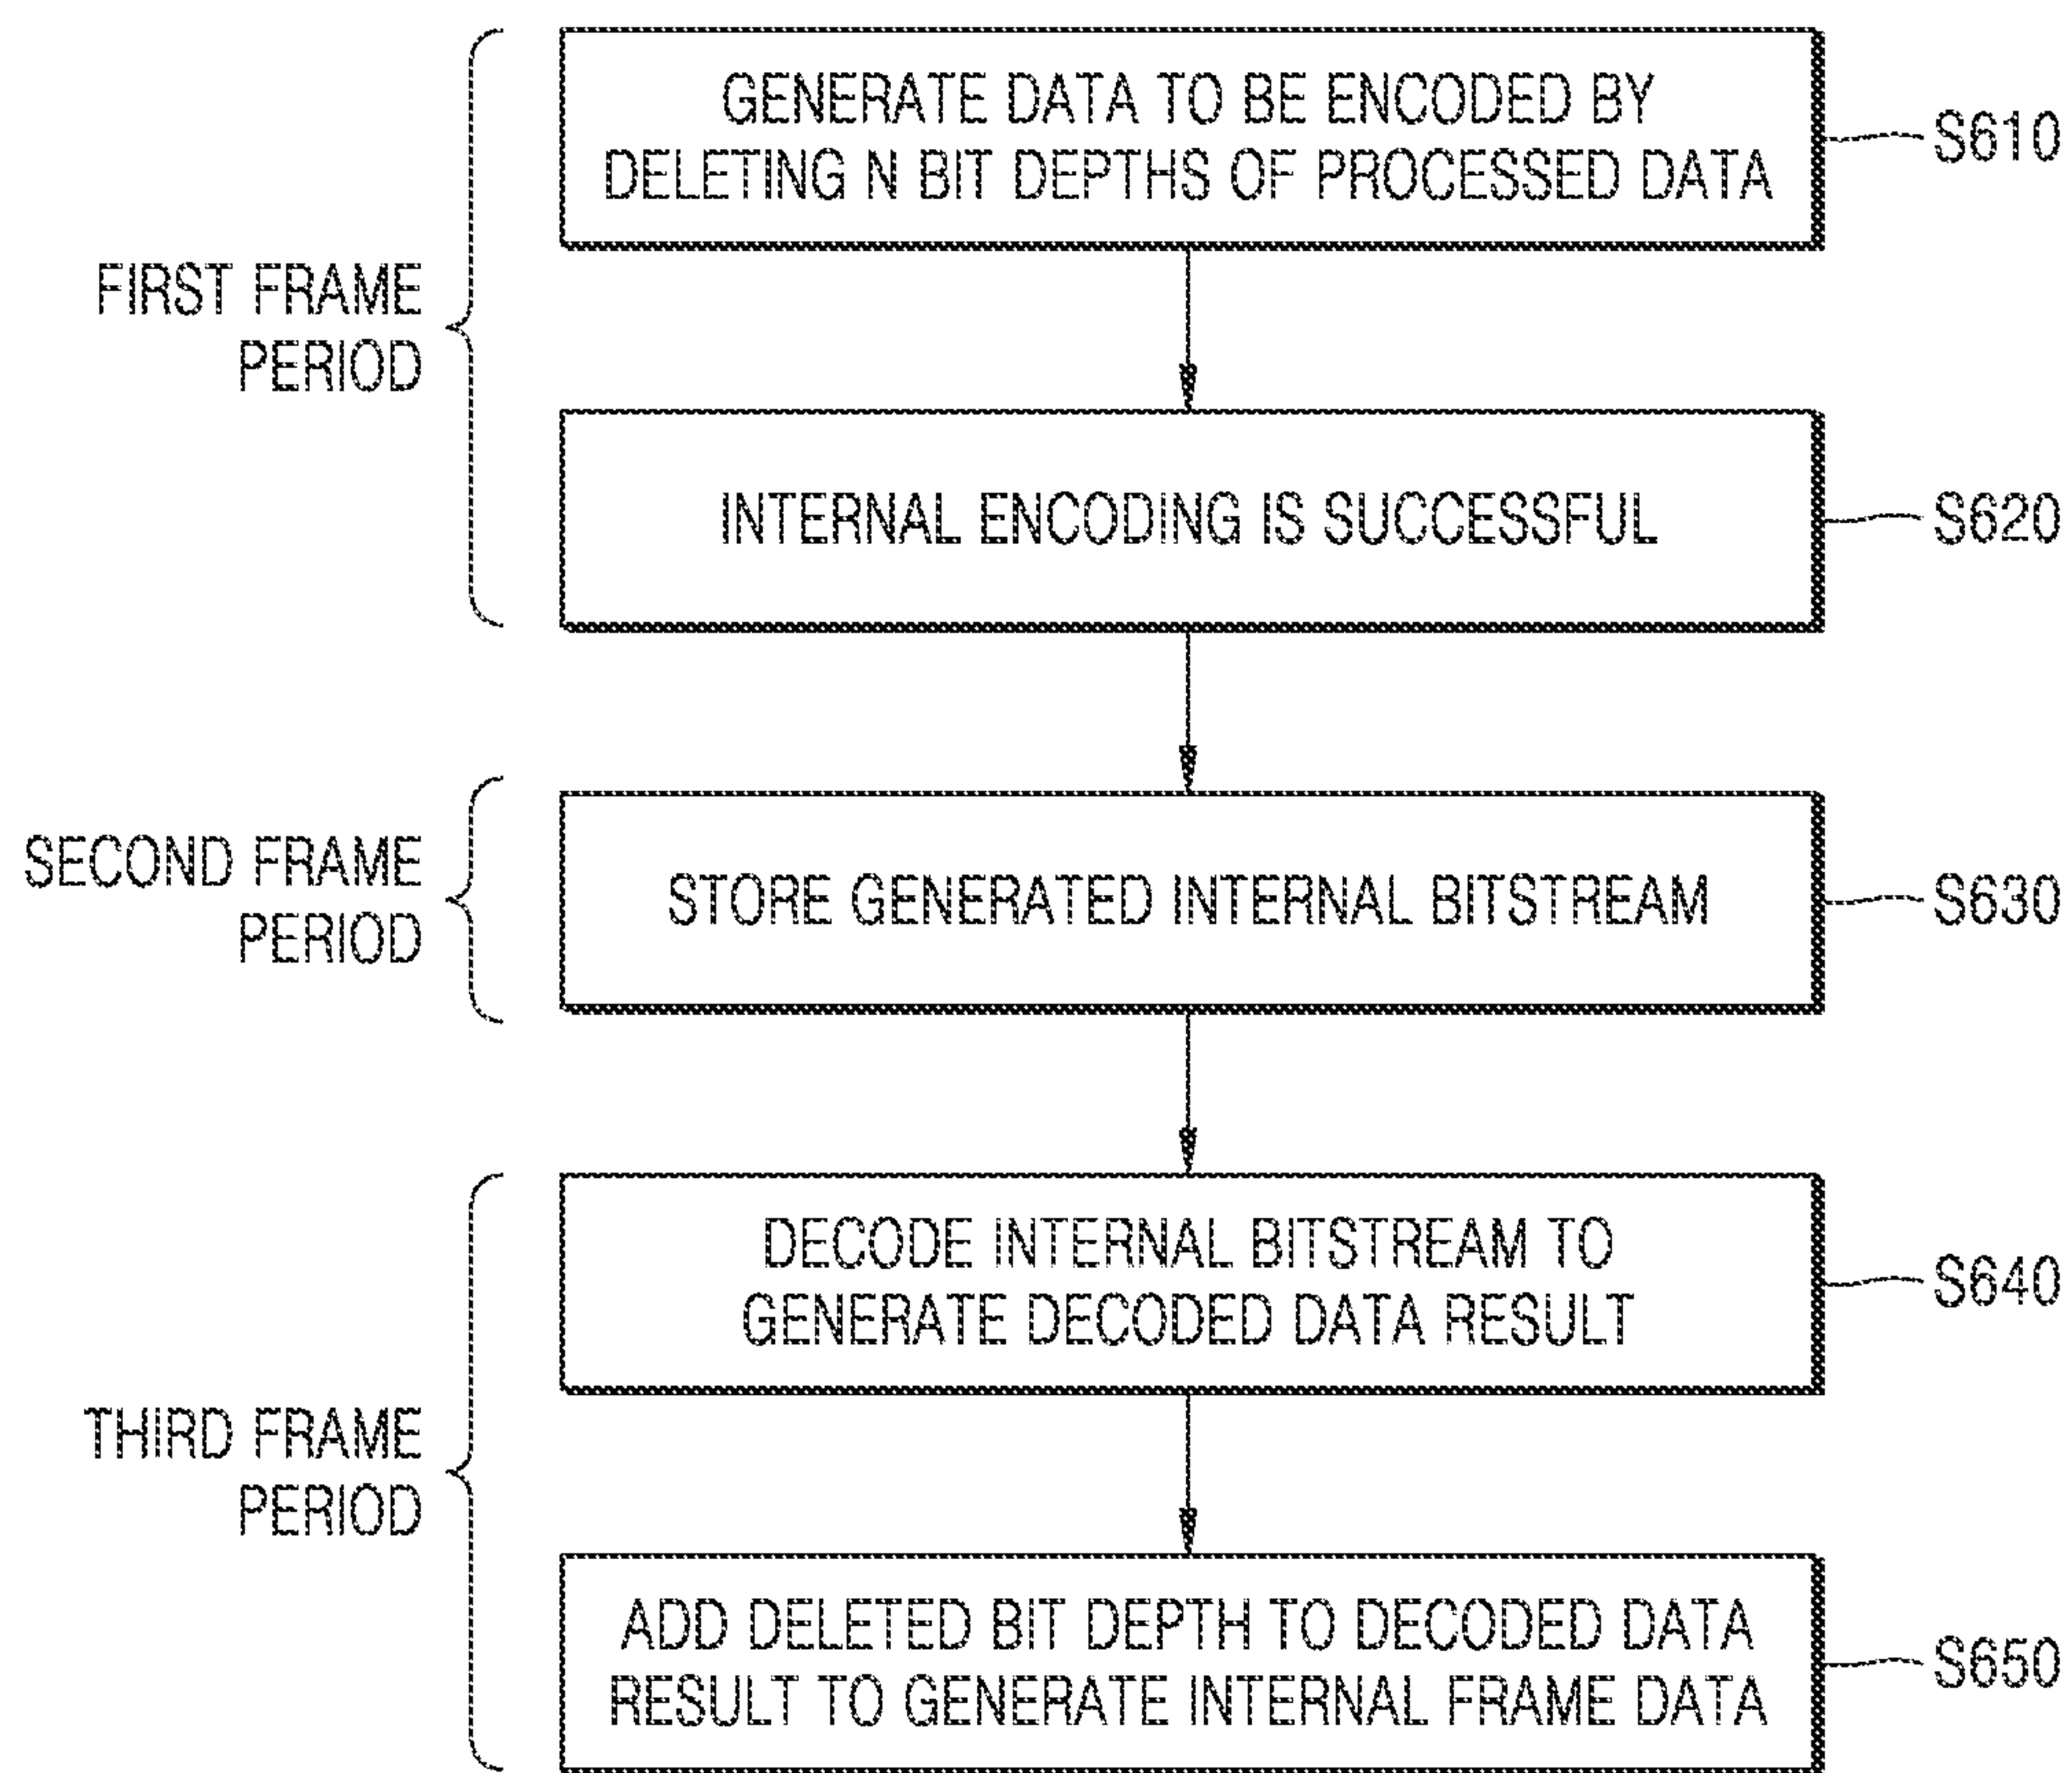 GENERATE DATA TO BE ENCODED BY
DELETING N BIT DEPTHS OF PROCESSED DATA
S610
FIRST FRAME
PERIOD
INTERNAL ENCODING IS SUCCESSFUL
S620
SECOND FRAME
PERIOD
STORE GENERATED INTERNAL BITSTREAM
S630
DECODE INTERNAL BITSTREAM TO
GENERATE DECODED DATA RESULT
S640
THIRD FRAME
PERIOD
ADD DELETED BIT DEPTH TO DECODED DATA
RESULT TO GENERATE INTERNAL FRAME DATA
S650